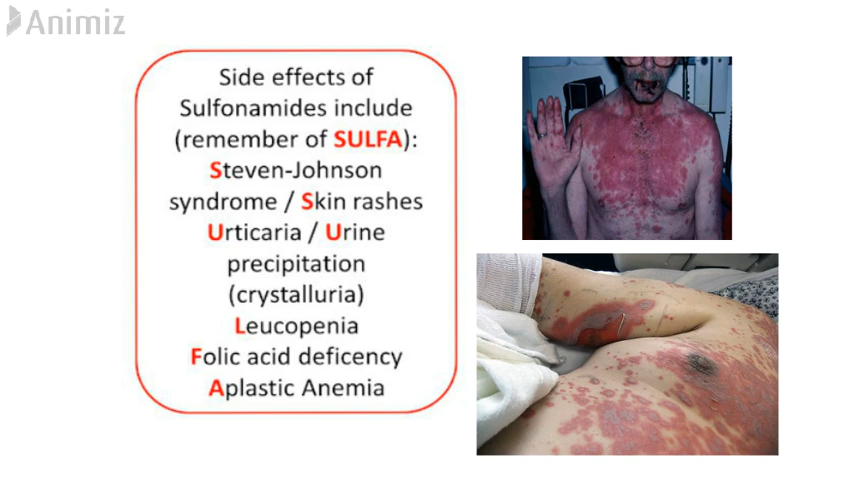 Animiz
Side effects of
Sulfonamides include
(remember of SULFA):
Steven-Johnson
syndrome / Skin rashes
Urticaria / Urine
precipitation
(crystalluria)
Leucopenia
Folic acid deficency
Aplastic Anemia